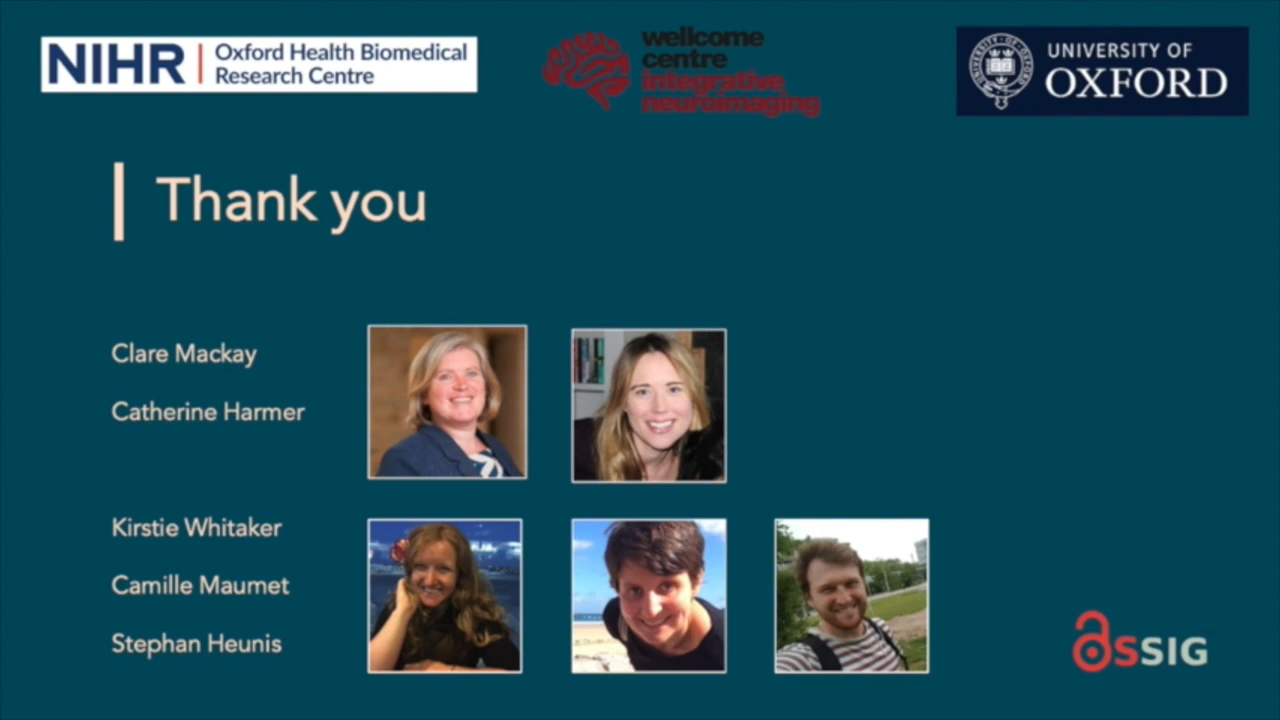 NIHR | Oxford Health Biomedical
Research Centre
wellcome
centre
integrative
neuroimaging
UNIVERSITY OF
OXFORD
Thank you
Clare Mackay
Catherine Harmer
Kirstie Whitaker
Camille Maumet
Stephan Heunis
OSSIG